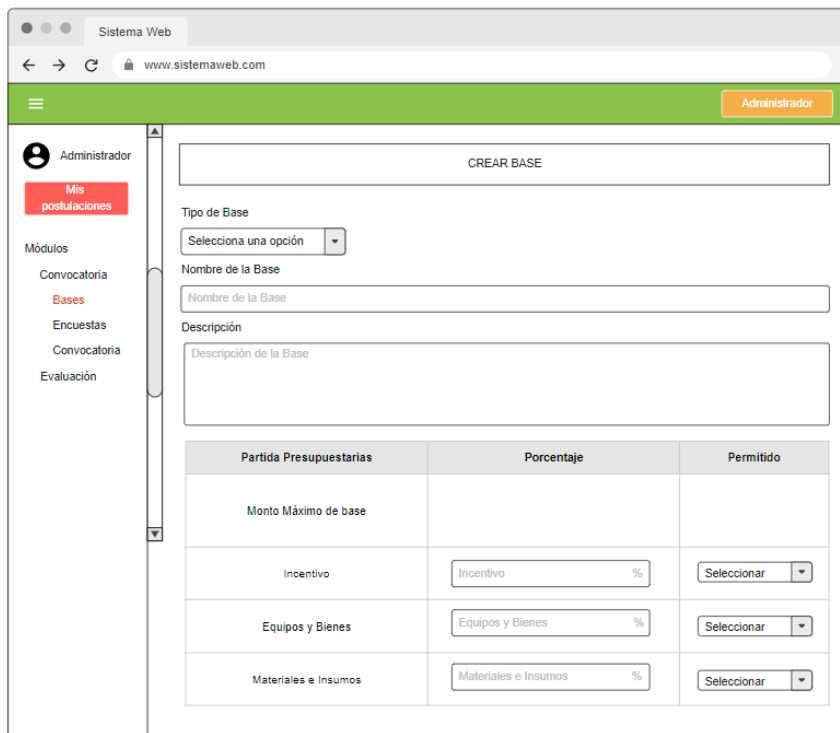 Sistema Web
www.sistemaweb.com
Administrador
Administrador
Mis
postulaciones
Módulos
Convocatoria
Bases
Encuestas
Convocatoria
Evaluación
CREAR BASE
Tipo de Base
Selecciona una opción
Nombre de la Base
Nombre de la Base
Descripción
Descripción de la Base
Partida Presupuestarias Porcentaje Permitido
Monto Máximo de base
Incentivo Incentivo % Seleccionar
Equipos y Bienes Equipos y Bienes % Seleccionar
Materiales e Insumos Materiales e Insumos % Seleccionar